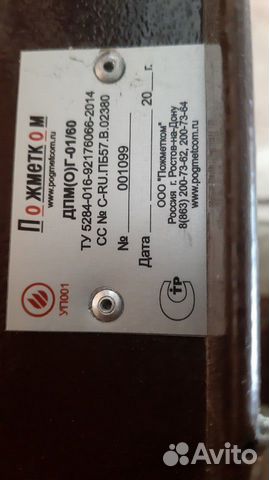 Пожметком
www.pogmetcom.ru
ДПМ(О)Г-01/60
ТУ 5284-016-92176066-2014
СС № C-RU.ПБ57.В.02380
№ 001099
Дата 20 г.
ООО "Пожметком"
Россия г. Ростов-на-Дону
8(863) 200-73-62, 200-73-64
www.pogmetcom.ru
УП001
Стр
Avito